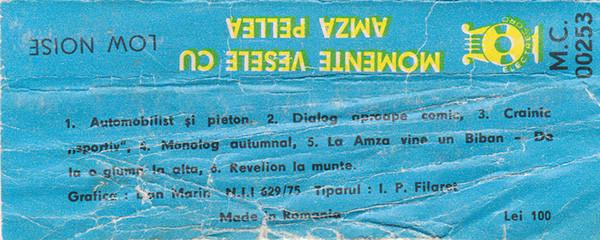 MOMENTE VESELE CU
AMZA PELLEA
LOW NOISE
ELECTRECORD
M.C.
00253
1. Automobilist și pieton. 2. Dialog aproape comic, 3. Crainic
„sportiv", 4. Monolog autumnal, 5. La Amza vine un Biban – De
la o glumă la alta, 6. Revelion la munte.
Grafica : Dan Marin N.I.I 629/75 Tiparul : I. P. Filaret
Made in Romania Lei 100